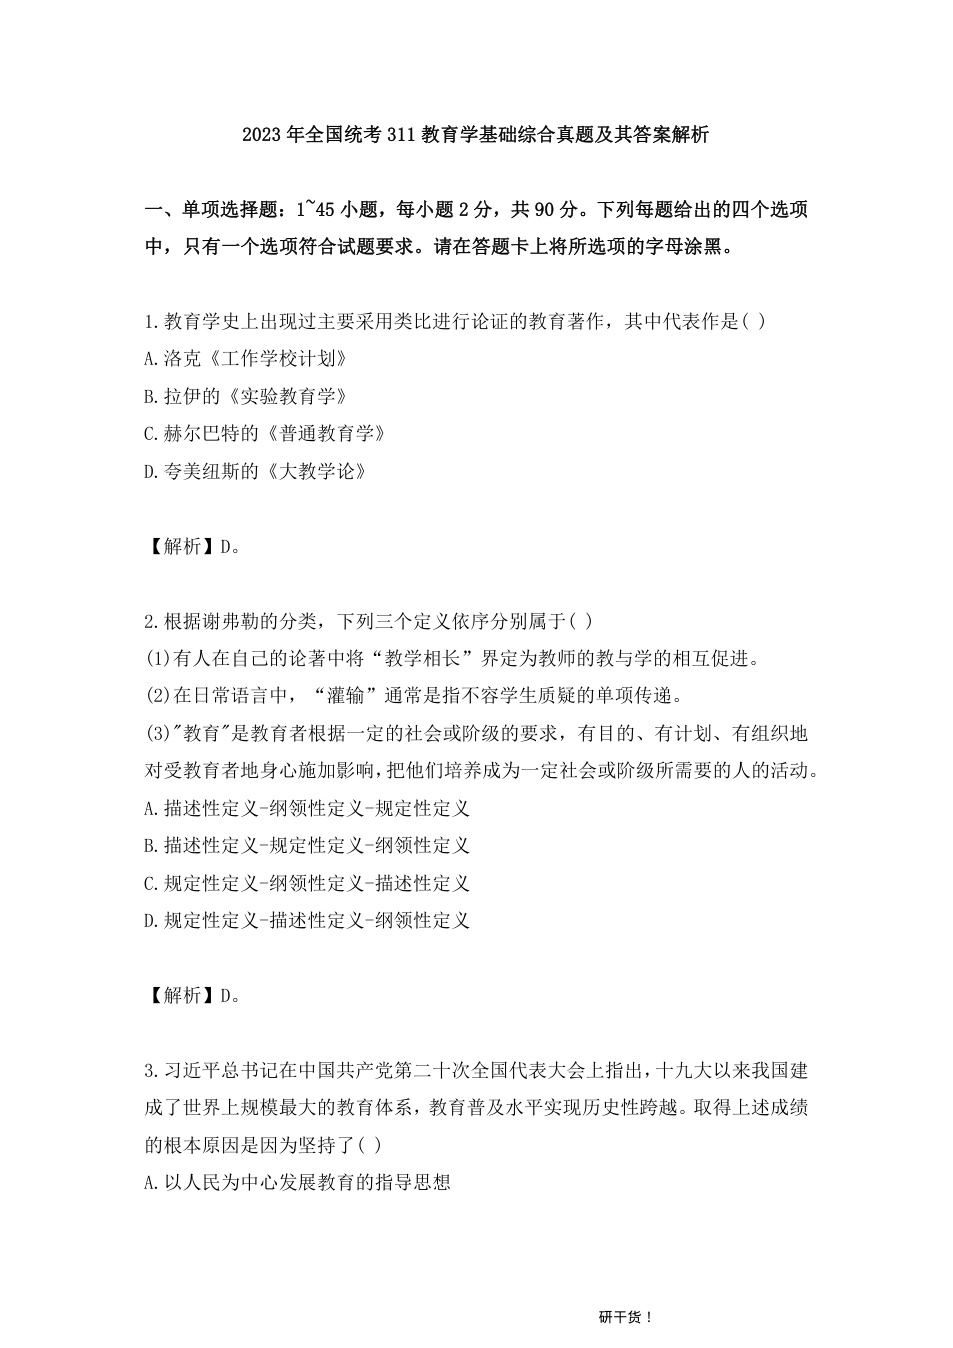 2023 年全国统考 311 教育学基础综合真题及其答案解析
一、单项选择题：1~45 小题，每小题 2 分，共 90 分。下列每题给出的四个选项
中，只有一个选项符合试题要求。请在答题卡上将所选项的字母涂黑。
1.教育学史上出现过主要采用类比进行论证的教育著作，其中代表作是( )
A.洛克《工作学校计划》
B.拉伊的《实验教育学》
C.赫尔巴特的《普通教育学》
D.夸美纽斯的《大教学论》
【解析】D。
2.根据谢弗勒的分类，下列三个定义依序分别属于( )
(1)有人在自己的论著中将“教学相长”界定为教师的教与学的相互促进。
(2)在日常语言中，“灌输”通常是指不容学生质疑的单项传递。
(3)"教育"是教育者根据一定的社会或阶级的要求，有目的、有计划、有组织地
对受教育者地身心施加影响,把他们培养成为一定社会或阶级所需要的人的活动。
A.描述性定义-纲领性定义-规定性定义
B.描述性定义-规定性定义-纲领性定义
C.规定性定义-纲领性定义-描述性定义
D.规定性定义-描述性定义-纲领性定义
【解析】D。
3.习近平总书记在中国共产党第二十次全国代表大会上指出,十九大以来我国建
成了世界上规模最大的教育体系,教育普及水平实现历史性跨越。取得上述成绩
的根本原因是因为坚持了( )
A.以人民为中心发展教育的指导思想
研干货！